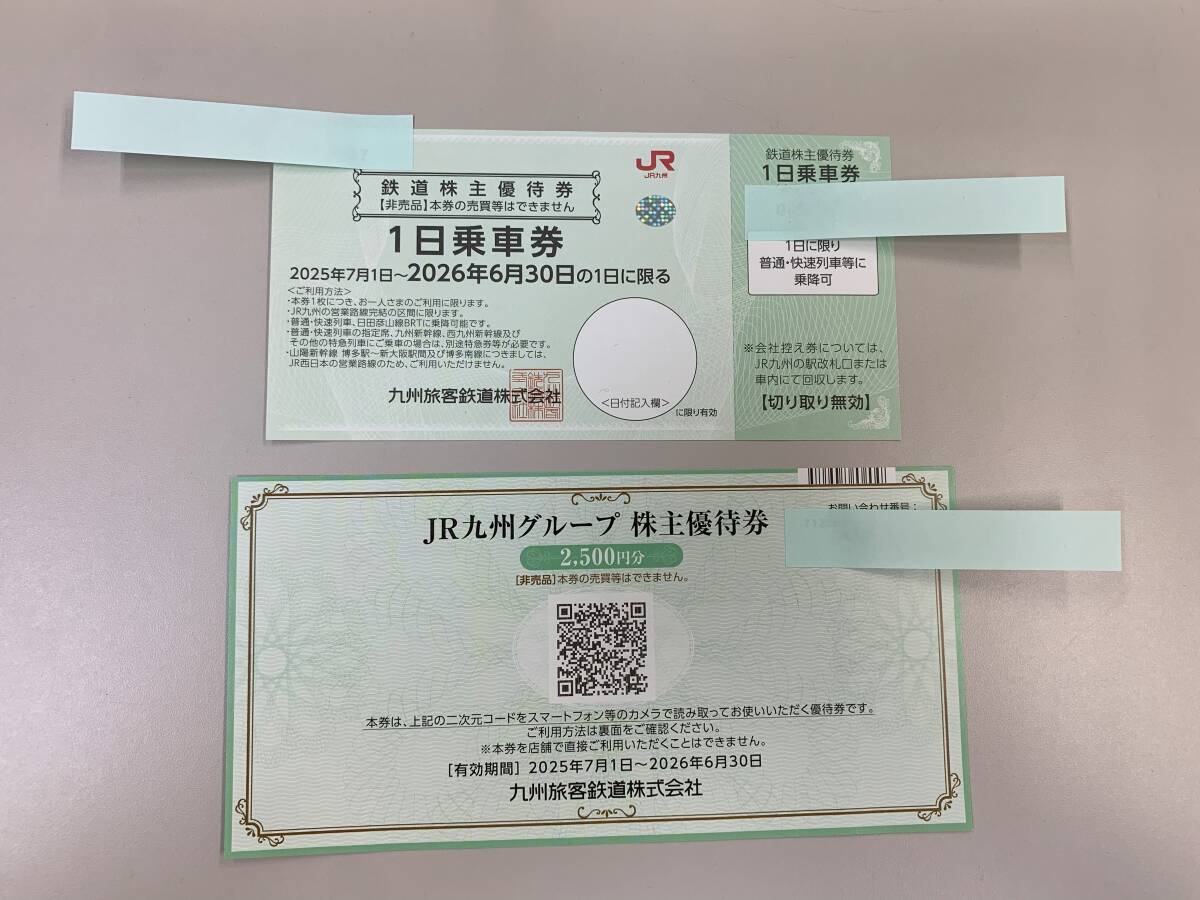 JR
JR九州
鉄道株主優待券
【非売品】本券の売買等はできません
1日乗車券
2025年7月1日～2026年6月30日の1日に限る
<ご利用方法>
・本券1枚につき、お一人さまのご利用に限ります。
・JR九州の営業路線完結の区間に限ります。
・普通・快速列車、日田彦山線BRTに乗降可能です。
・普通・快速列車の指定席、九州新幹線、西九州新幹線及び
その他の特急列車にご乗車の場合は、別途特急券等が必要です。
・山陽新幹線 博多駅～新大阪駅間及び博多南線につきましては、
JR西日本の営業路線のため、ご利用いただけません。
九州旅客鉄道株式会社
<日付記入欄>
に限り有効
鉄道株主優待券
1日乗車券
1日に限り
普通・快速列車等に
乗降可
※会社控え券については、
JR九州の駅改札口または
車内にて回収します。
【切り取り無効】
お問い合わせ番号：
JR九州グループ 株主優待券
2,500円分
[非売品]本券の売買等はできません。
本券は、上記の二次元コードをスマートフォン等のカメラで読み取ってお使いいただく優待券です。
ご利用方法は裏面をご確認ください。
※本券を店舗で直接ご利用いただくことはできません。
[有効期間] 2025年7月1日～2026年6月30日
九州旅客鉄道株式会社